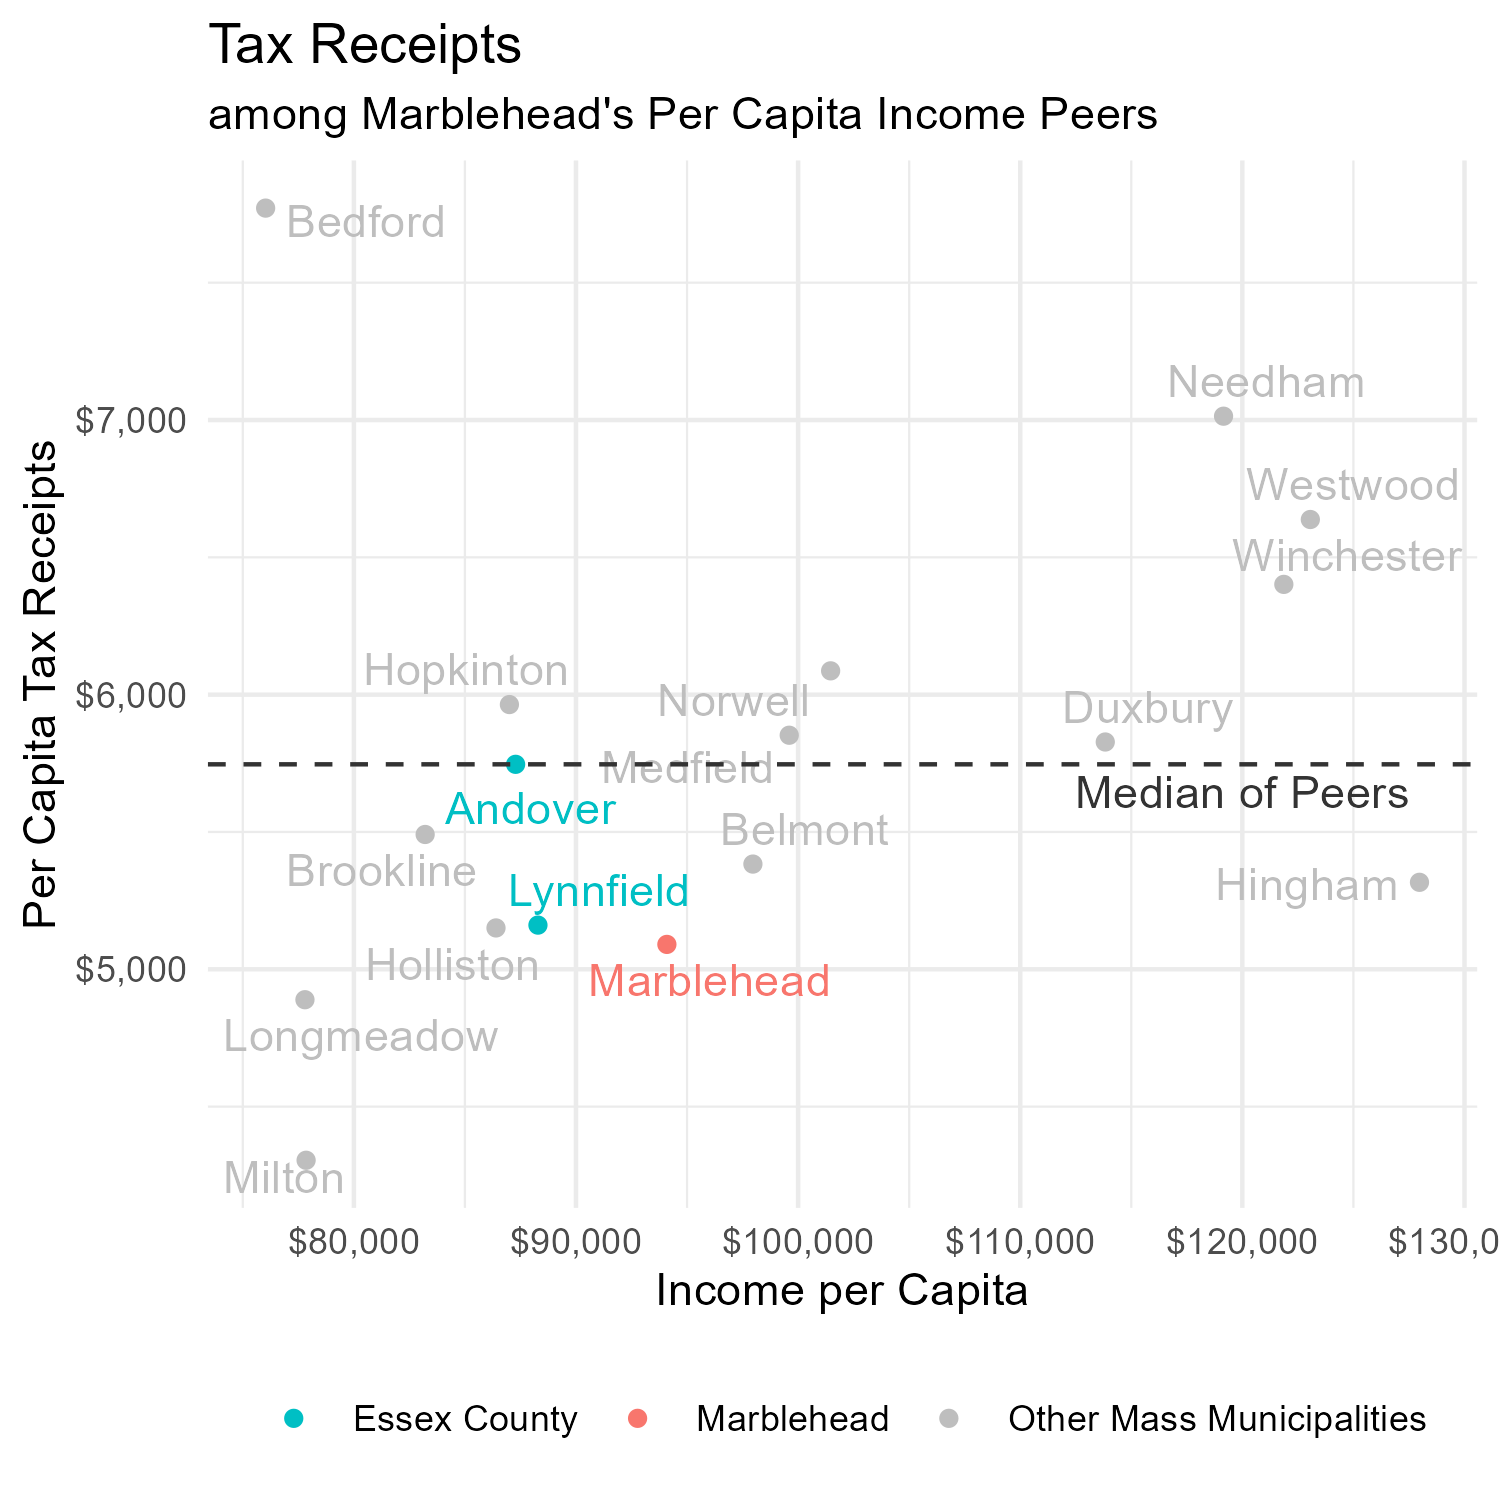 Tax Receipts
among Marblehead's Per Capita Income Peers
Per Capita Tax Receipts
$7,000
$6,000
$5,000
Bedford
Needham
Westwood
Winchester
Hopkinton
Norwell
Duxbury
Medfield
Median of Peers
Andover
Belmont
Brookline
Lynnfield
Hingham
Holliston
Marblehead
Longmeadow
Milton
$80,000 $90,000 $100,000 $110,000 $120,000 $130,0
Income per Capita
Essex County Marblehead Other Mass Municipalities